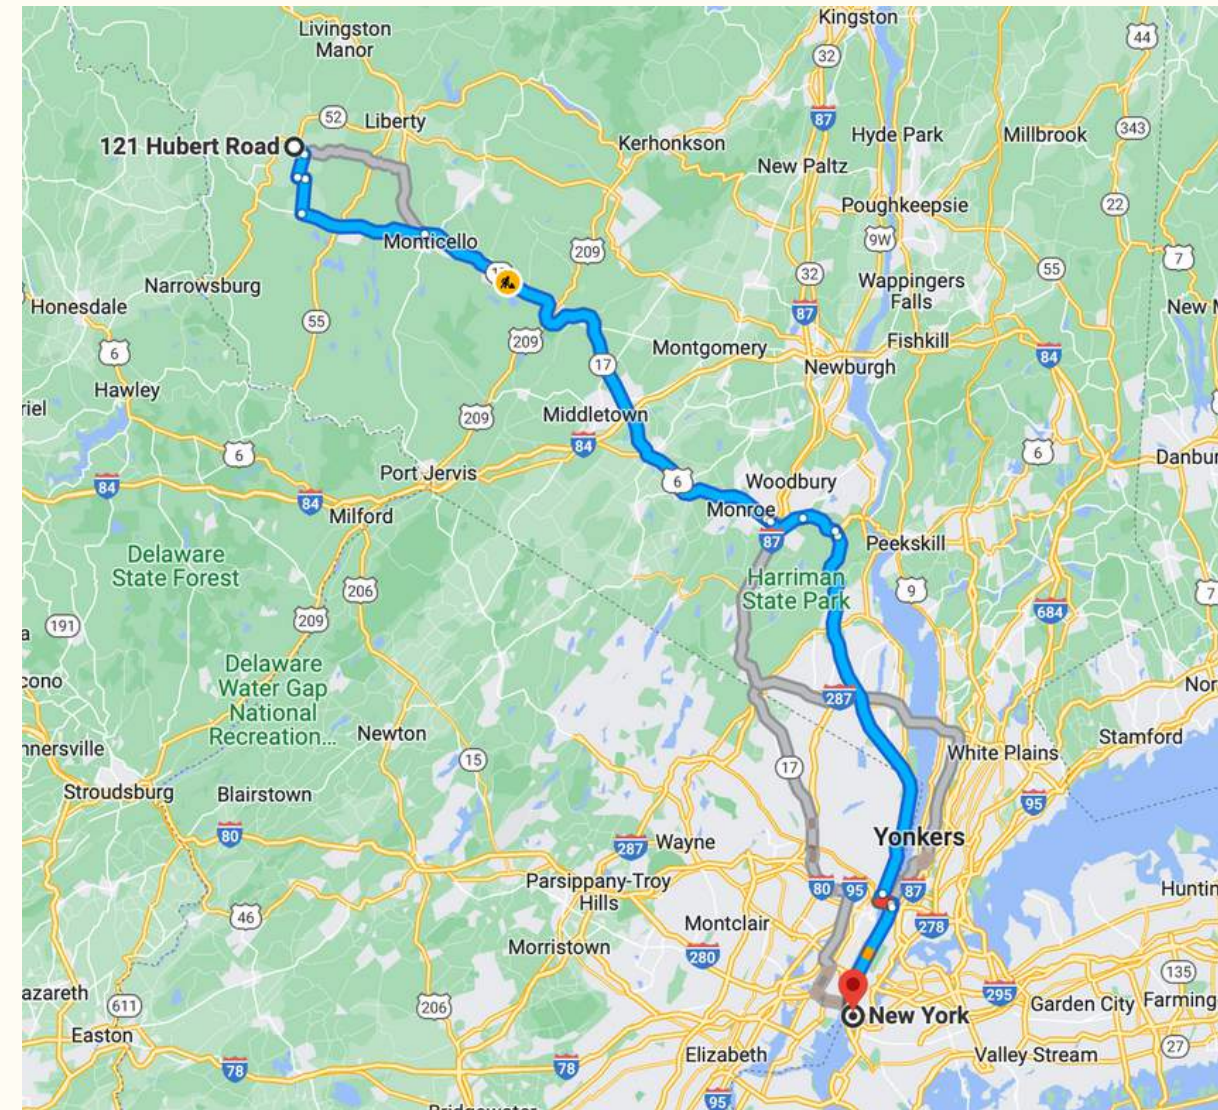 Kingston
Livingston
Manor
44
32
52
Liberty
87
Hyde Park
Millbrook
343
121 Hubert Road
Kerhonkson
New Paltz
Poughkeepsie
22
Monticello
209
9W
7
32
55
Narrowsburg
Wappingers
Falls
Honesdale
87
55
209
Fishkill
6
Montgomery
84
17
Newburgh
Hawley
209
Middletown
84
6
6
Port Jervis
84
84
6
Woodbury
Milford
Monroe
87
Peekskill
Delaware
State Forest
Harriman
State Park
206
9
7
684
209
191
Delaware
Water Gap
National
Recreation...
287
Newton
Stamford
White Plains
15
17
Stroudsburg
Blairstown
95
80
Yonkers
287
Wayne
Parsippany-Troy
Hills
80
95
87
46
Montclair
278
Morristown
280
135
295
611
206
Garden City
New York
Easton
Elizabeth
Valley Stream
27
78
78
95